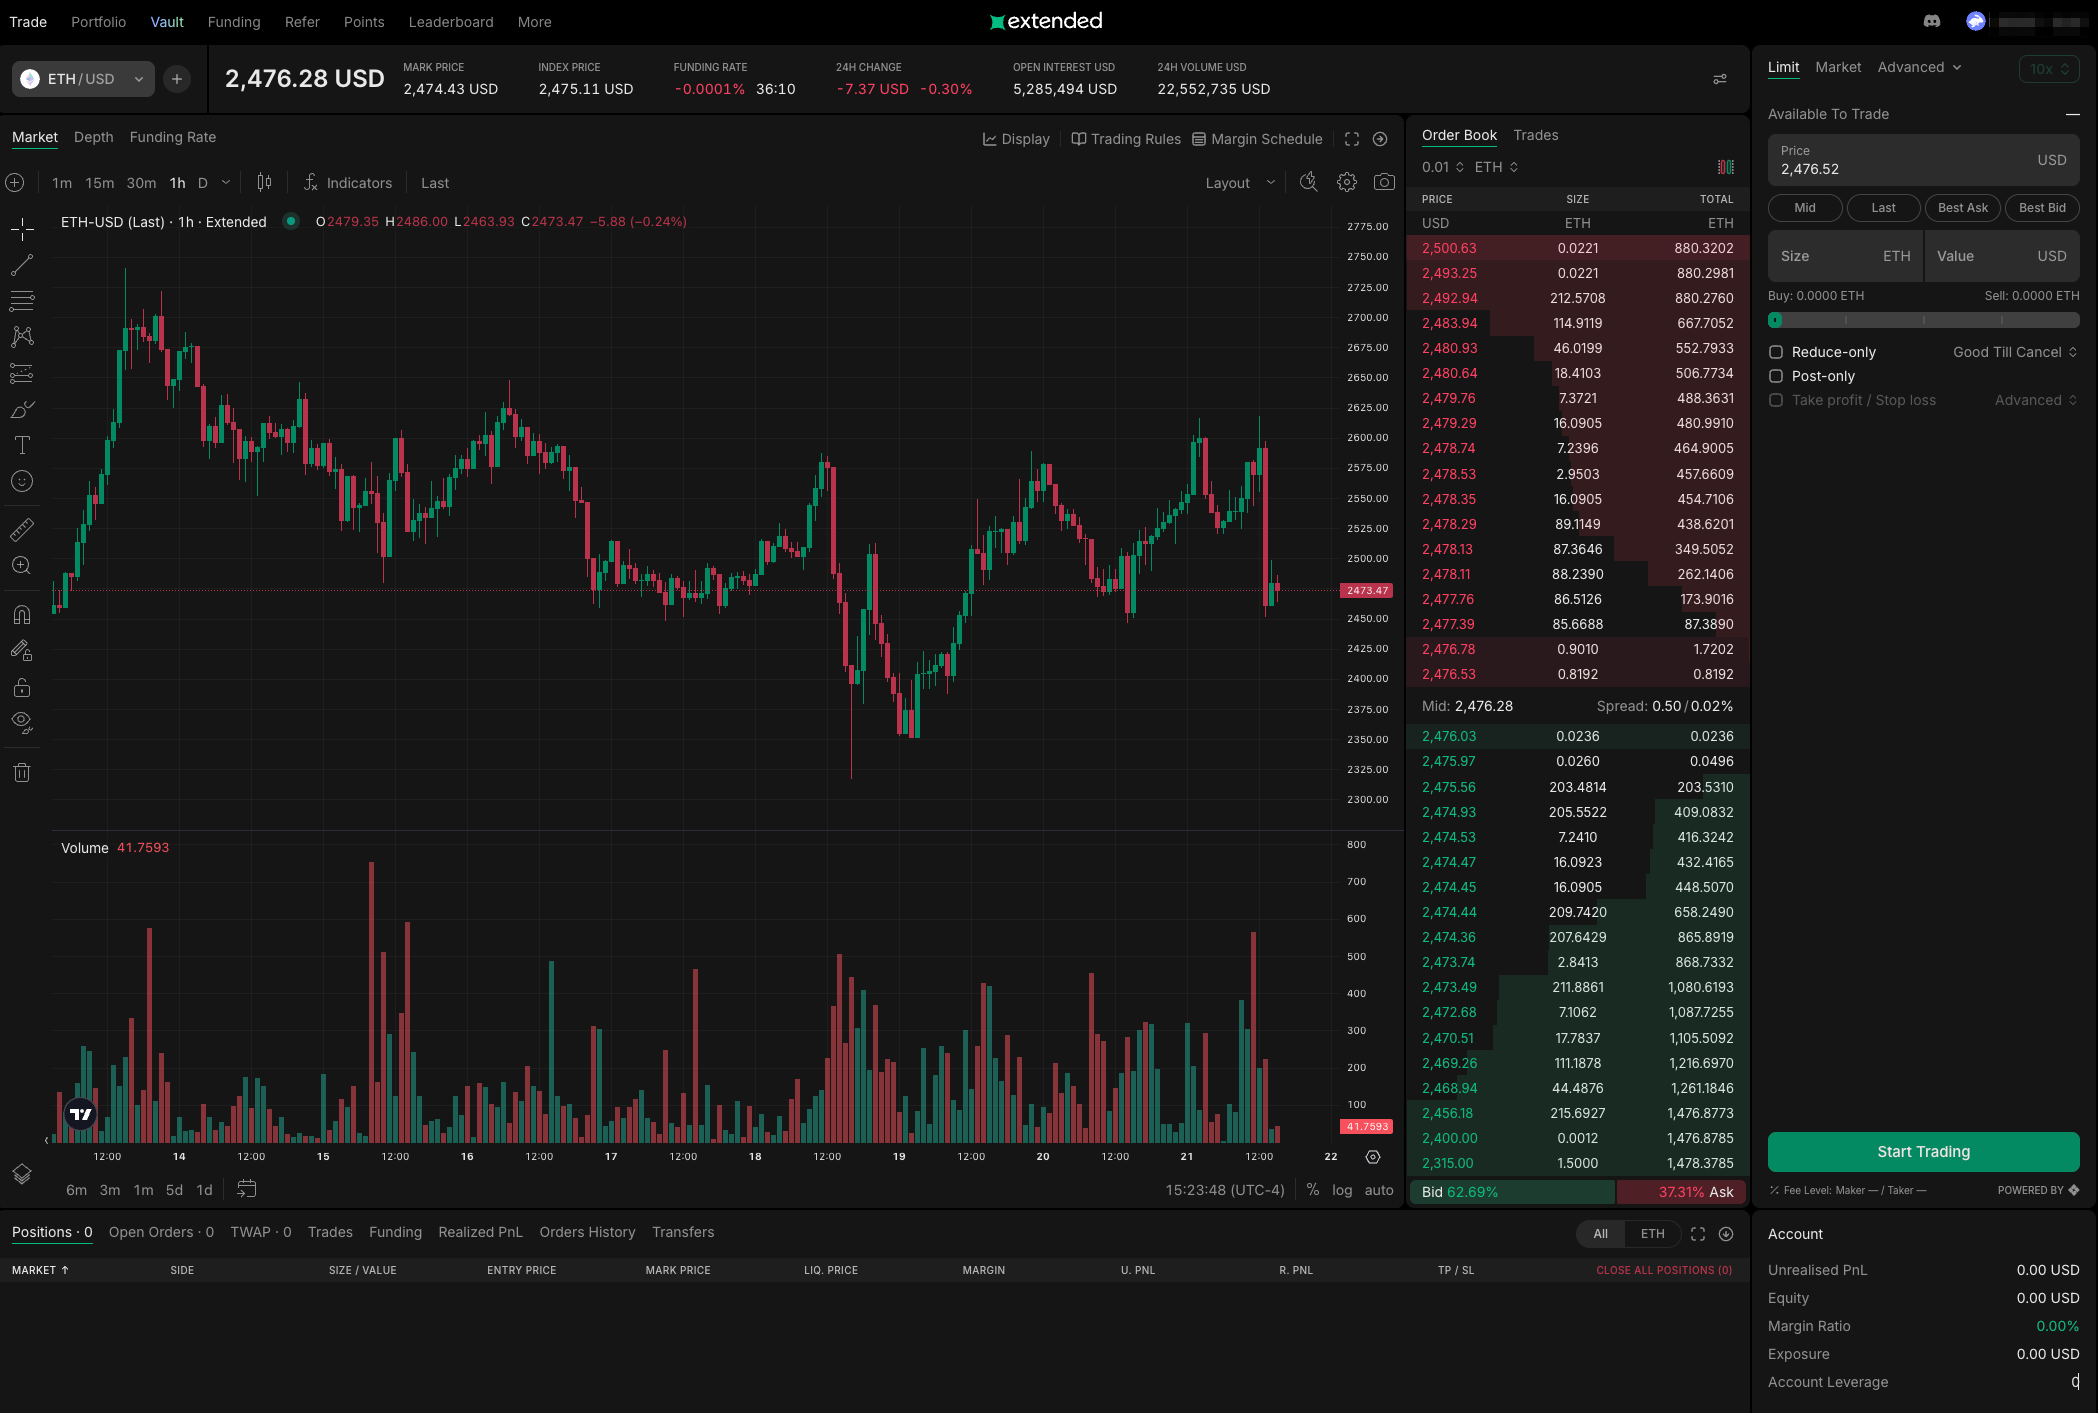 Trade Portfolio Vault Funding Refer Points Leaderboard More
extended
ETH/USD
2,476.28 USD
MARK PRICE
2,474.43 USD
INDEX PRICE
2,475.11 USD
FUNDING RATE
-0.0001% 36:10
24H CHANGE
-7.37 USD -0.30%
OPEN INTEREST USD
5,285,494 USD
24H VOLUME USD
22,552,735 USD
Market Depth Funding Rate
Display Trading Rules Margin Schedule
1m 15m 30m 1h D Indicators Last
Layout
ETH-USD (Last) · 1h · Extended O2479.35 H2486.00 L2463.93 C2473.47 −5.88 (−0.24%)
2775.00
2750.00
2725.00
2700.00
2675.00
2650.00
2625.00
2600.00
2575.00
2550.00
2525.00
2500.00
2473.47
2450.00
2425.00
2400.00
2375.00
2350.00
2325.00
2300.00
Volume 41.7593
800
700
600
500
400
300
200
100
41.7593
12:00 14 12:00 15 12:00 16 12:00 17 12:00 18 12:00 19 12:00 20 12:00 21 12:00 22
6m 3m 1m 5d 1d
15:23:48 (UTC-4) % log auto
Order Book Trades
0.01 ETH
PRICE SIZE TOTAL
USD ETH ETH
2,500.63 0.0221 880.3202
2,493.25 0.0221 880.2981
2,492.94 212.5708 880.2760
2,483.94 114.9119 667.7052
2,480.93 46.0199 552.7933
2,480.64 18.4103 506.7734
2,479.76 7.3721 488.3631
2,479.29 16.0905 480.9910
2,478.74 7.2396 464.9005
2,478.53 2.9503 457.6609
2,478.35 16.0905 454.7106
2,478.29 89.1149 438.6201
2,478.13 87.3646 349.5052
2,478.11 88.2390 262.1406
2,477.76 86.5126 173.9016
2,477.39 85.6688 87.3890
2,476.78 0.9010 1.7202
2,476.53 0.8192 0.8192
Mid: 2,476.28 Spread: 0.50/0.02%
2,476.03 0.0236 0.0236
2,475.97 0.0260 0.0496
2,475.56 203.4814 203.5310
2,474.93 205.5522 409.0832
2,474.53 7.2410 416.3242
2,474.47 16.0923 432.4165
2,474.45 16.0905 448.5070
2,474.44 209.7420 658.2490
2,474.36 207.6429 865.8919
2,473.74 2.8413 868.7332
2,473.49 211.8861 1,080.6193
2,472.68 7.1062 1,087.7255
2,470.51 17.7837 1,105.5092
2,469.26 111.1878 1,216.6970
2,468.94 44.4876 1,261.1846
2,456.18 215.6927 1,476.8773
2,400.00 0.0012 1,476.8785
2,315.00 1.5000 1,478.3785
Bid 62.69% 37.31% Ask
Limit Market Advanced 10x
Available To Trade —
Price
2,476.52 USD
Mid Last Best Ask Best Bid
Size ETH Value USD
Buy: 0.0000 ETH Sell: 0.0000 ETH
Reduce-only Good Till Cancel
Post-only
Take profit / Stop loss Advanced
Start Trading
Fee Level: Maker — / Taker — POWERED BY
Positions · 0 Open Orders · 0 TWAP · 0 Trades Funding Realized PnL Orders History Transfers
All ETH
MARKET ↑ SIDE SIZE / VALUE ENTRY PRICE MARK PRICE LIQ. PRICE MARGIN U. PNL R. PNL TP / SL CLOSE ALL POSITIONS (0)
Account
Unrealised PnL 0.00 USD
Equity 0.00 USD
Margin Ratio 0.00%
Exposure 0.00 USD
Account Leverage